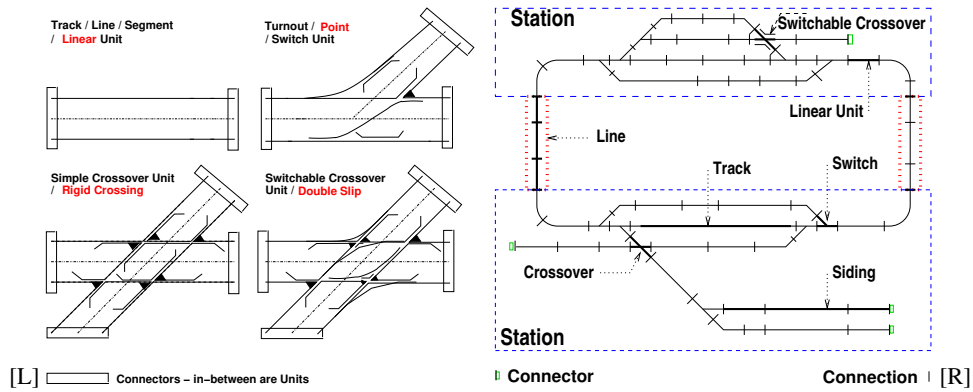 Track / Line / Segment
/ Linear Unit
Turnout / Point
/ Switch Unit
Simple Crossover Unit
/ Rigid Crossing
Switchable Crossover
Unit / Double Slip
[L]
Connectors – in–between are Units
Station
Switchable Crossover
Linear Unit
Line
Track
Switch
Crossover
Siding
Station
Connector
Connection
[R]